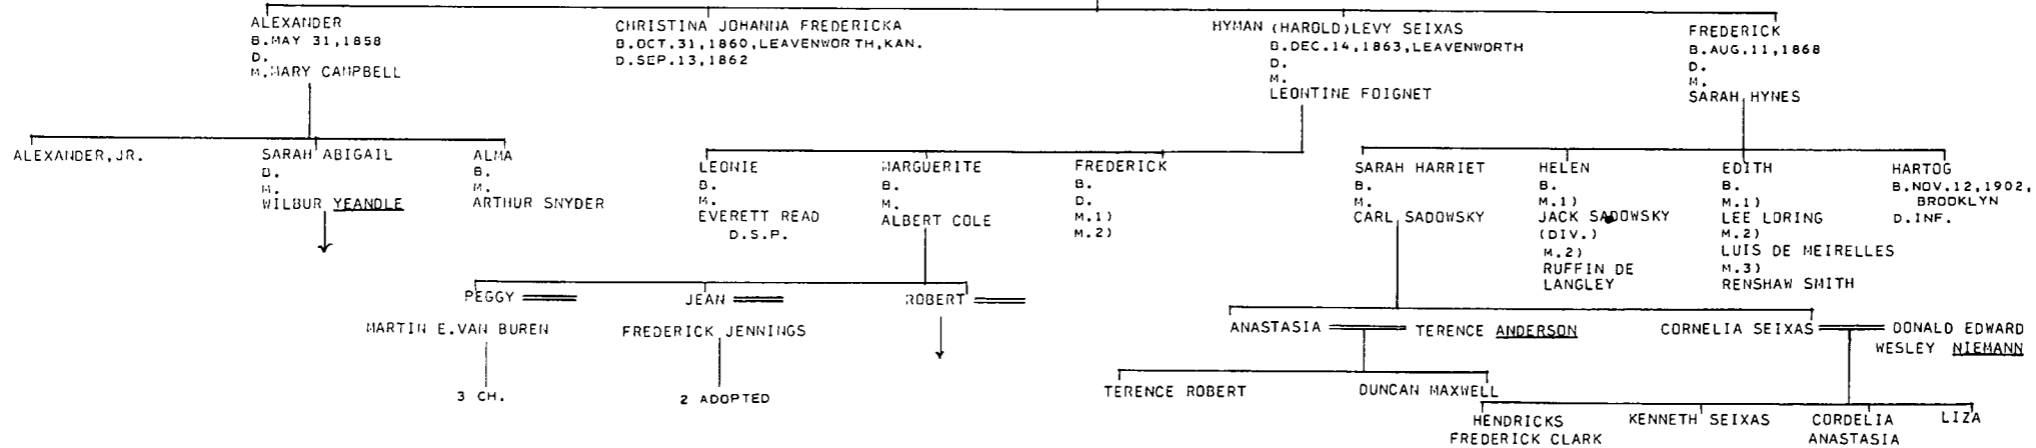 ALEXANDER
B.MAY 31,1858
D.
M.MARY CAMPBELL
CHRISTINA JOHANNA FREDERICKA
B.OCT.31,1860,LEAVENWORTH,KAN.
D.SEP.13,1862
HYMAN (HAROLD)LEVY SEIXAS
B.DEC.14,1863,LEAVENWORTH
D.
M.
LEONTINE FOIGNET
FREDERICK
B.AUG.11,1868
D.
M.
SARAH HYNES
ALEXANDER,JR.
SARAH ABIGAIL
B.
M.
WILBUR YEANDLE
ALMA
B.
M.
ARTHUR SNYDER
LEONIE
B.
M.
EVERETT READ
D.S.P.
MARGUERITE
B.
M.
ALBERT COLE
FREDERICK
B.
D.
M.1)
M.2)
SARAH HARRIET
B.
M.
CARL SADOWSKY
HELEN
B.
M.1)
JACK SADOWSKY
(DIV.)
M.2)
RUFFIN DE
LANGLEY
EDITH
B.
M.1)
LEE LORING
M.2)
LUIS DE MEIRELLES
M.3)
RENSHAW SMITH
HARTOG
B.NOV.12,1902,
BROOKLYN
D.INF.
PEGGY
MARTIN E.VAN BUREN
3 CH.
JEAN
FREDERICK JENNINGS
2 ADOPTED
ROBERT
ANASTASIA
TERENCE ANDERSON
CORNELIA SEIXAS
DONALD EDWARD
WESLEY NIEMANN
TERENCE ROBERT
DUNCAN MAXWELL
HENDRICKS
FREDERICK CLARK
KENNETH SEIXAS
CORDELIA
ANASTASIA
LIZA